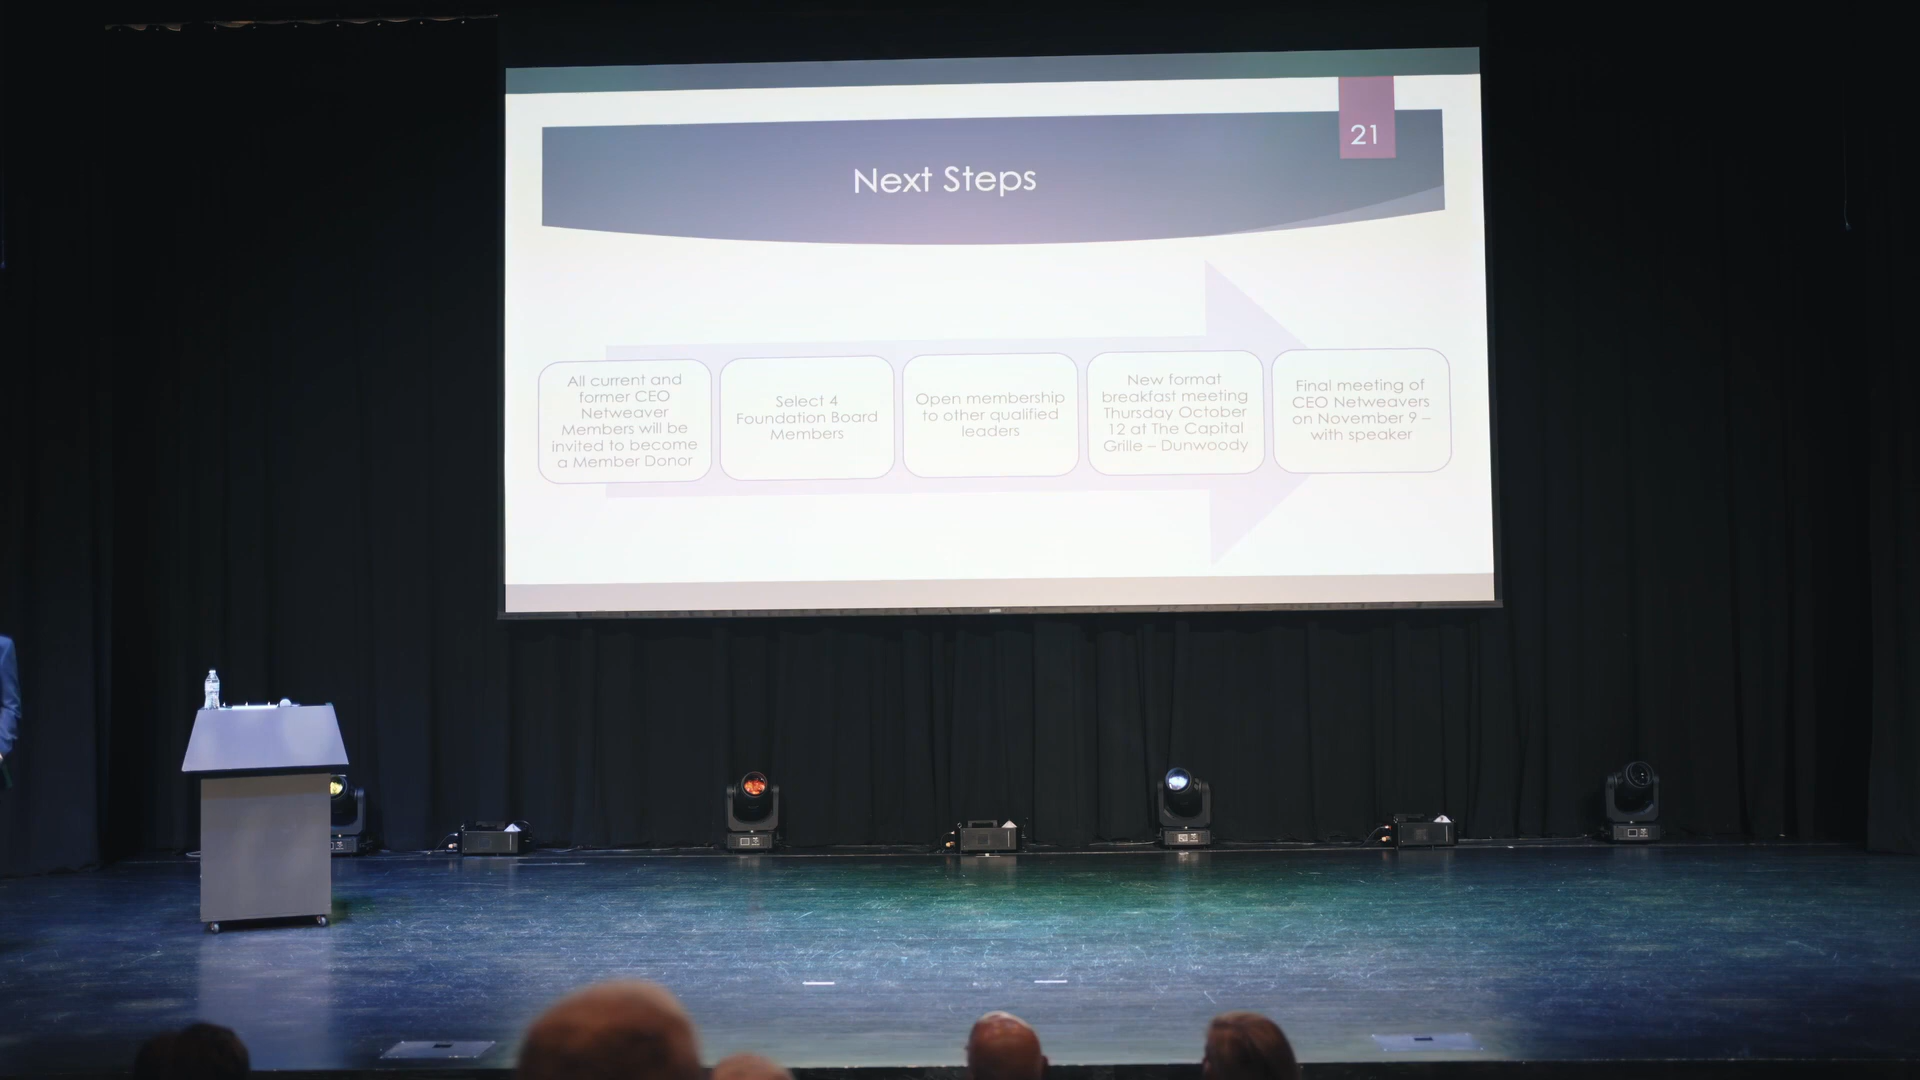 21
Next Steps
All current and
former CEO
Netweaver
Members will be
invited to become
a Member Donor
Select 4
Foundation Board
Members
Open membership
to other qualified
leaders
New format
breakfast meeting
Thursday October
12 at The Capital
Grille – Dunwoody
Final meeting of
CEO Netweavers
on November 9 –
with speaker